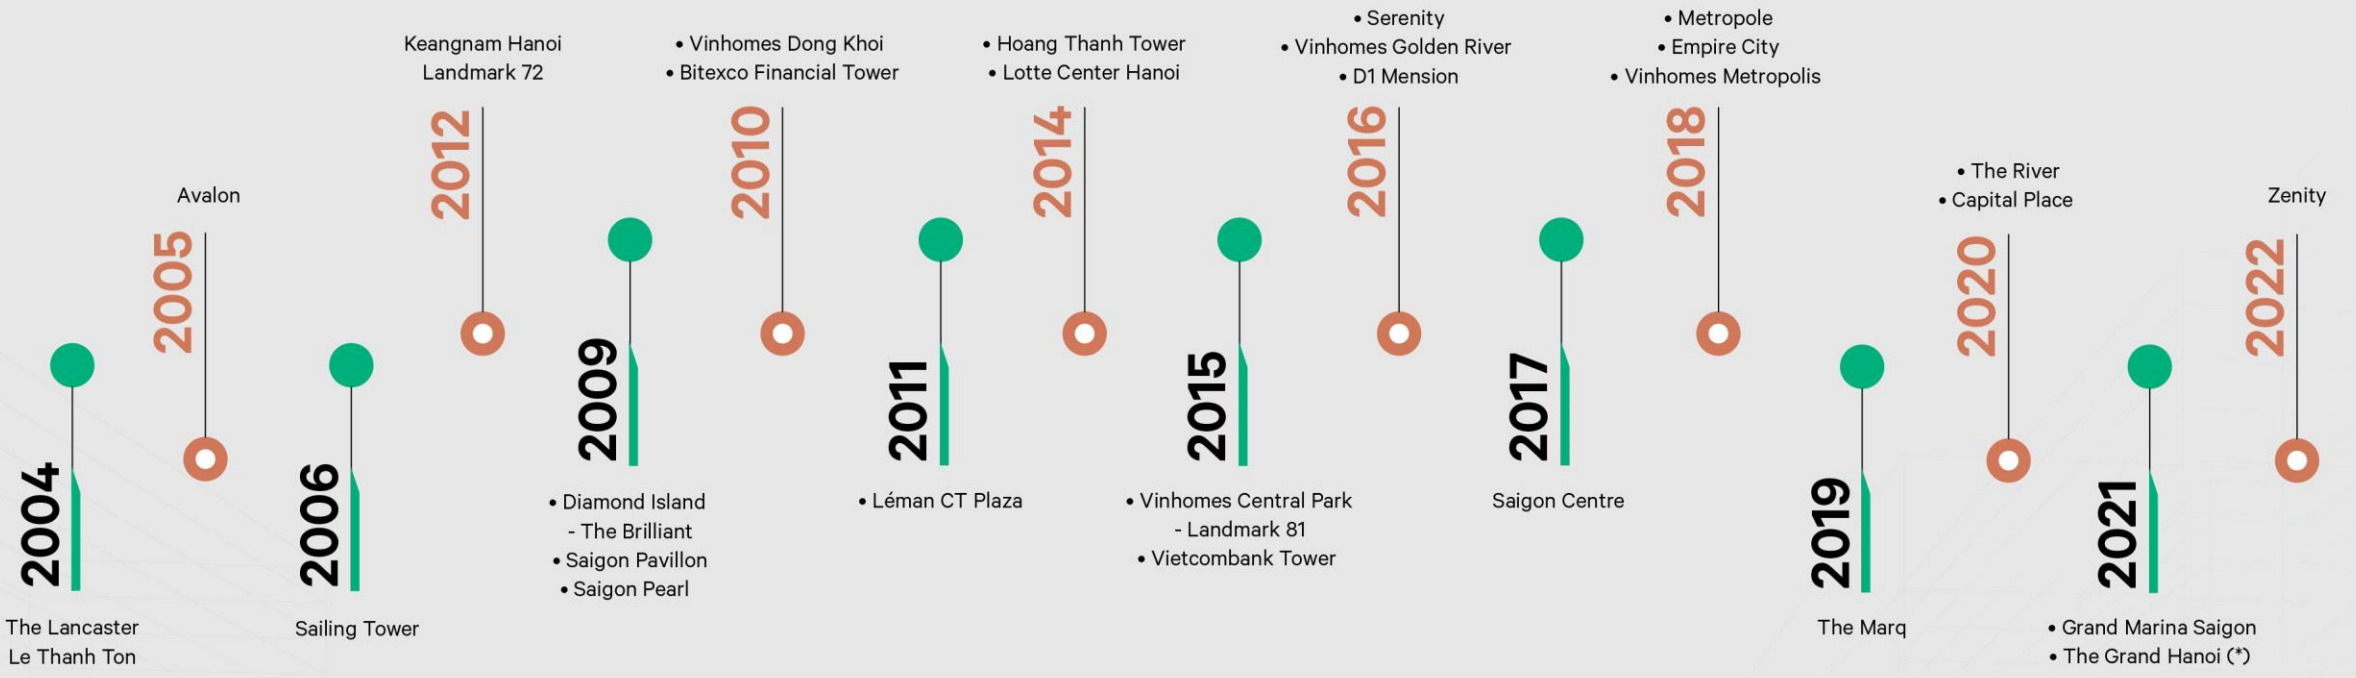 2004
The Lancaster
Le Thanh Ton
Avalon
2005
2006
Sailing Tower
Keangnam Hanoi
Landmark 72
2012
2009
• Diamond Island
- The Brilliant
• Saigon Pavillon
• Saigon Pearl
• Vinhomes Dong Khoi
• Bitexco Financial Tower
2010
2011
• Léman CT Plaza
• Hoang Thanh Tower
• Lotte Center Hanoi
2014
2015
• Vinhomes Central Park
- Landmark 81
• Vietcombank Tower
• Serenity
• Vinhomes Golden River
• D1 Mension
2016
2017
Saigon Centre
• Metropole
• Empire City
• Vinhomes Metropolis
2018
2019
The Marq
• The River
• Capital Place
2020
2021
• Grand Marina Saigon
• The Grand Hanoi (*)
Zenity
2022